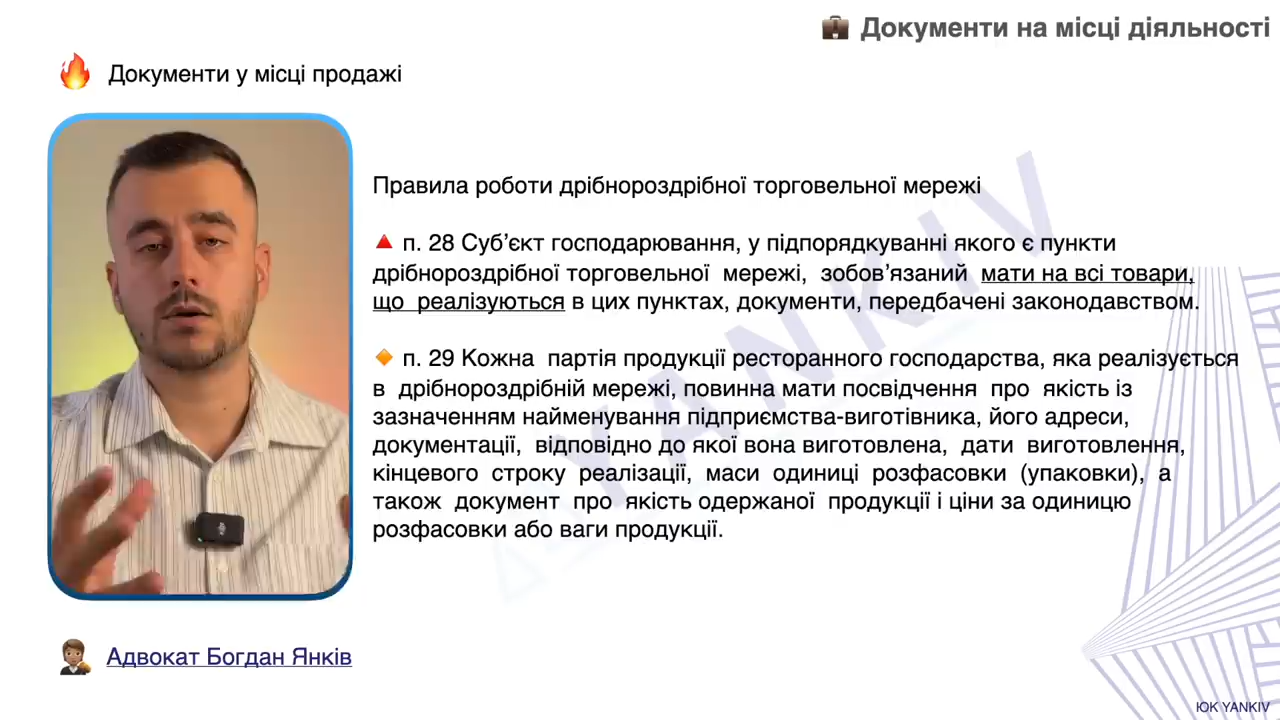 Документи на місці діяльності
Документи у місці продажі
Правила роботи дрібнороздрібної торговельної мережі
п. 28 Суб’єкт господарювання, у підпорядкуванні якого є пункти
дрібнороздрібної торговельної мережі, зобов’язаний мати на всі товари,
що реалізуються в цих пунктах, документи, передбачені законодавством.
п. 29 Кожна партія продукції ресторанного господарства, яка реалізується
в дрібнороздрібній мережі, повинна мати посвідчення про якість із
зазначенням найменування підприємства-виготівника, його адреси,
документації, відповідно до якої вона виготовлена, дати виготовлення,
кінцевого строку реалізації, маси одиниці розфасовки (упаковки), а
також документ про якість одержаної продукції і ціни за одиницю
розфасовки або ваги продукції.
YANKIV
Адвокат Богдан Янків
ЮК YANKIV